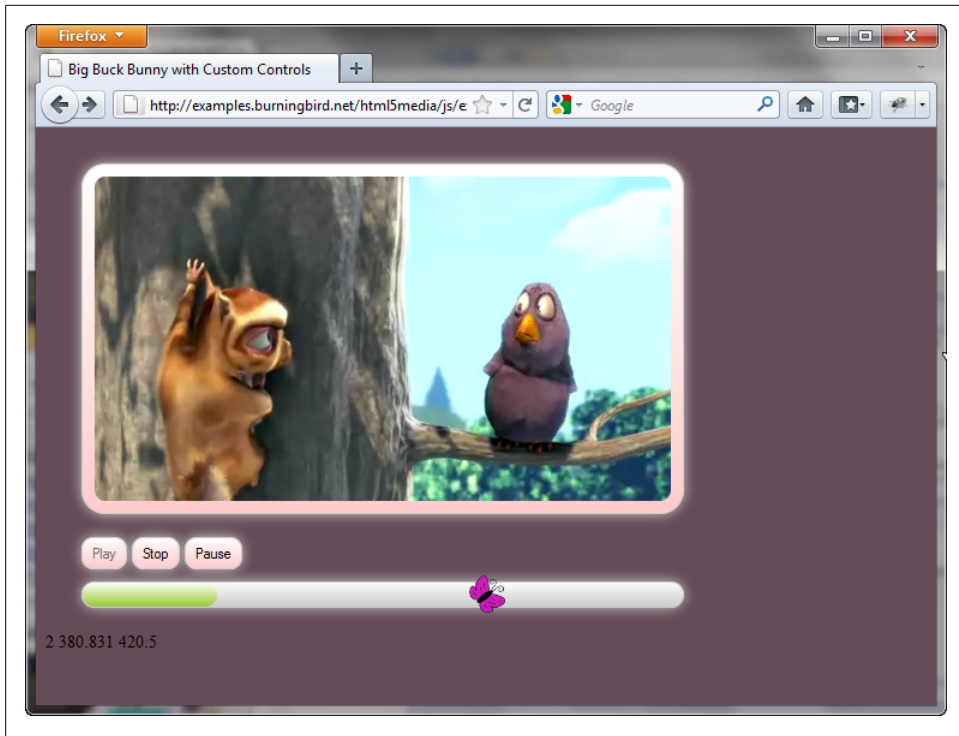 Firefox
Big Buck Bunny with Custom Controls
http://examples.burningbird.net/html5media/js/e
Google
Play
Stop
Pause
2 380.831 420.5